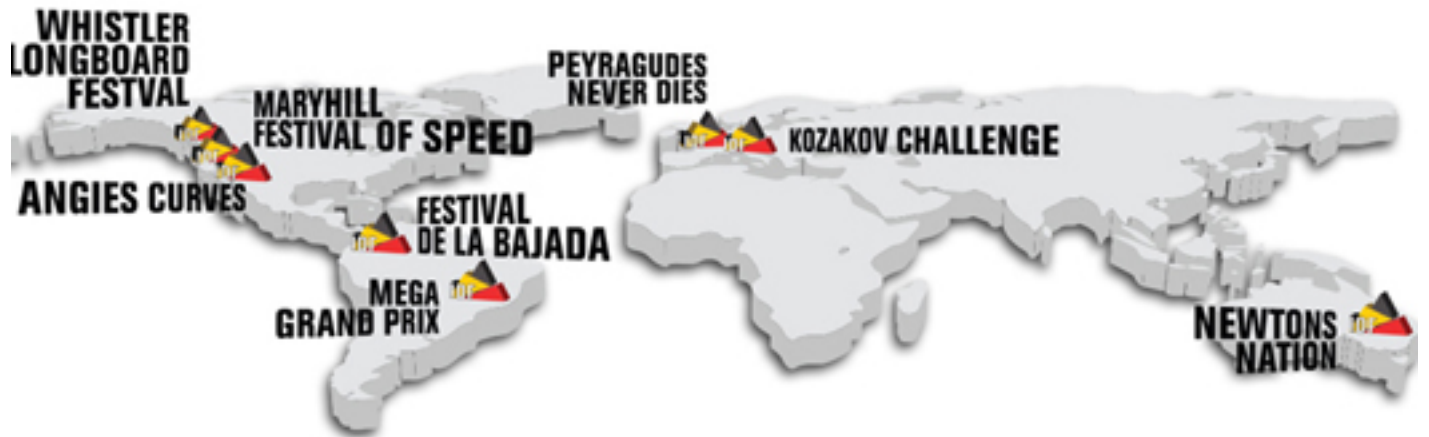 WHISTLER
LONGBOARD
FESTVAL
MARYHILL
FESTIVAL OF SPEED
ANGIES CURVES
FESTIVAL
DE LA BAJADA
MEGA
GRAND PRIX
PEYRAGUDES
NEVER DIES
KOZAKOV CHALLENGE
NEWTONS
NATION